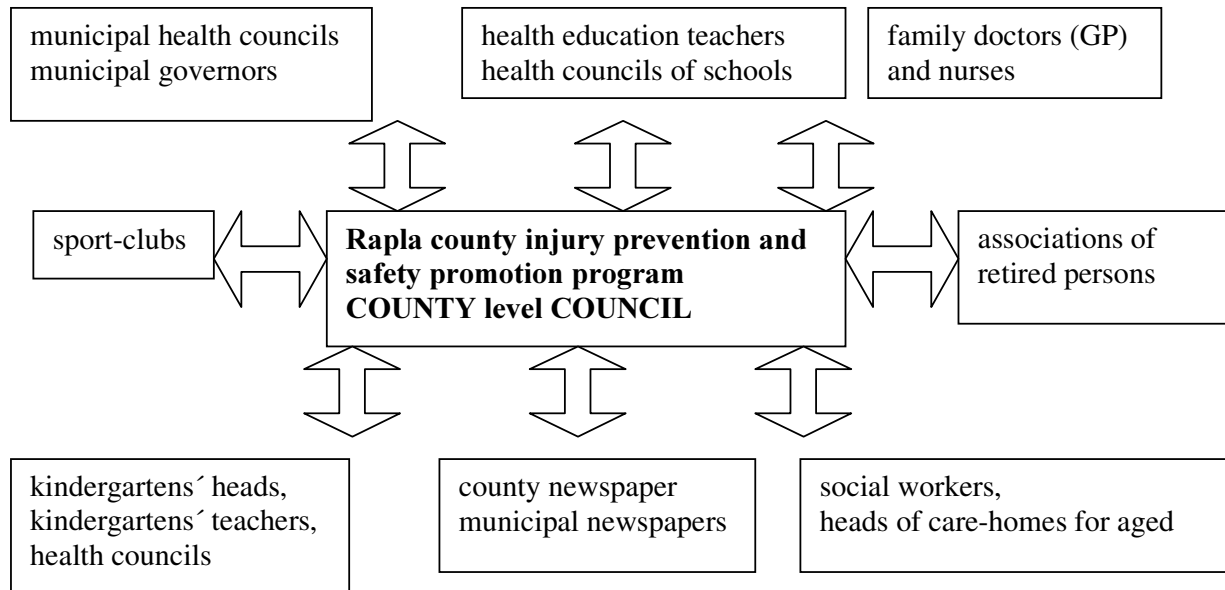 municipal health councils
municipal governors
health education teachers
health councils of schools
family doctors (GP)
and nurses
sport-clubs
Rapla county injury prevention and
safety promotion program
COUNTY level COUNCIL
associations of
retired persons
kindergartens´ heads,
kindergartens´ teachers,
health councils
county newspaper
municipal newspapers
social workers,
heads of care-homes for aged